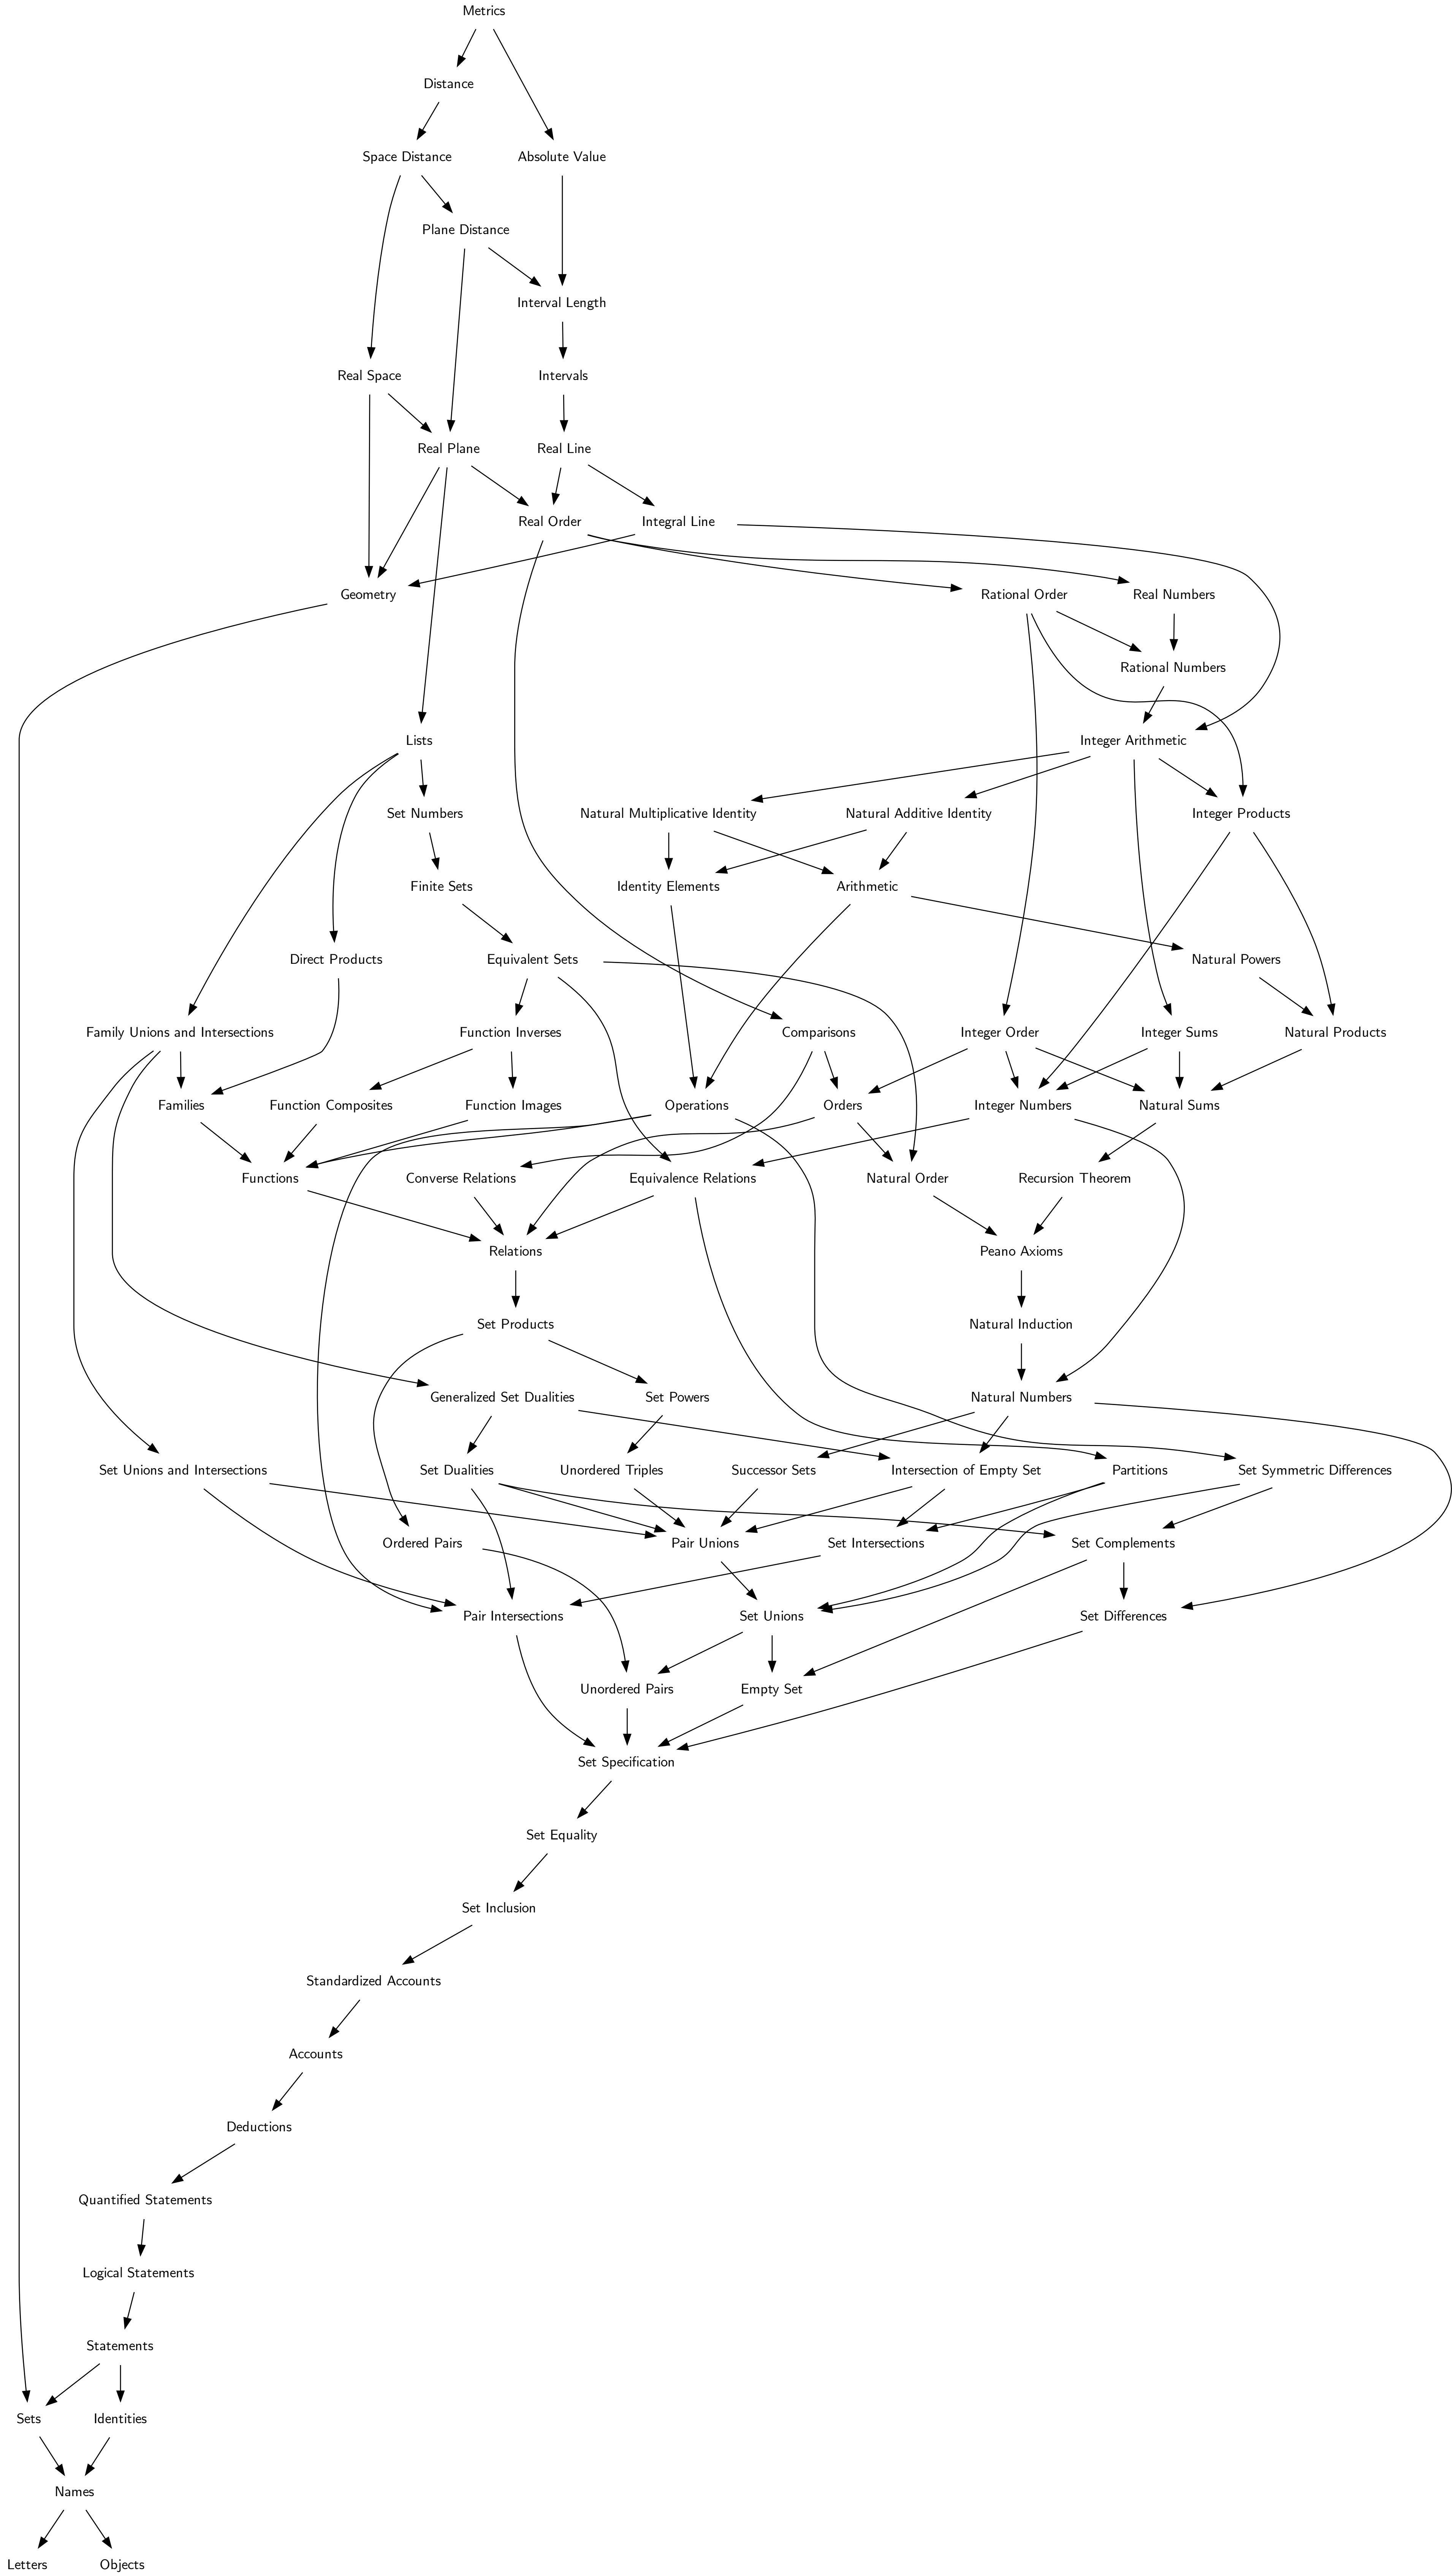 Metrics
Distance
Space Distance
Absolute Value
Plane Distance
Interval Length
Real Space
Intervals
Real Plane
Real Line
Real Order
Integral Line
Geometry
Rational Order
Real Numbers
Rational Numbers
Lists
Integer Arithmetic
Set Numbers
Natural Multiplicative Identity
Natural Additive Identity
Integer Products
Finite Sets
Identity Elements
Arithmetic
Direct Products
Equivalent Sets
Natural Powers
Family Unions and Intersections
Function Inverses
Comparisons
Integer Order
Integer Sums
Natural Products
Families
Function Composites
Function Images
Operations
Orders
Integer Numbers
Natural Sums
Functions
Converse Relations
Equivalence Relations
Natural Order
Recursion Theorem
Relations
Peano Axioms
Set Products
Natural Induction
Generalized Set Dualities
Set Powers
Natural Numbers
Set Unions and Intersections
Set Dualities
Unordered Triples
Successor Sets
Intersection of Empty Set
Partitions
Set Symmetric Differences
Ordered Pairs
Pair Unions
Set Intersections
Set Complements
Pair Intersections
Set Unions
Set Differences
Unordered Pairs
Empty Set
Set Specification
Set Equality
Set Inclusion
Standardized Accounts
Accounts
Deductions
Quantified Statements
Logical Statements
Statements
Sets
Identities
Names
Letters
Objects